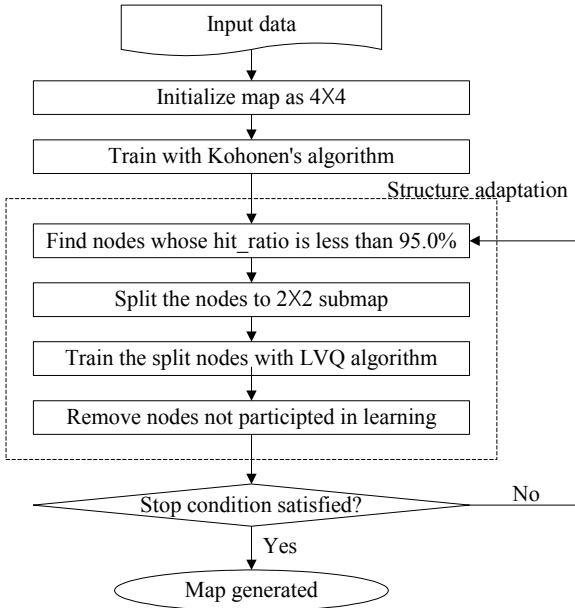 Input data
Initialize map as 4X4
Train with Kohonen's algorithm
Structure adaptation
Find nodes whose hit_ratio is less than 95.0%
Split the nodes to 2X2 submap
Train the split nodes with LVQ algorithm
Remove nodes not participted in learning
Stop condition satisfied?
No
Yes
Map generated